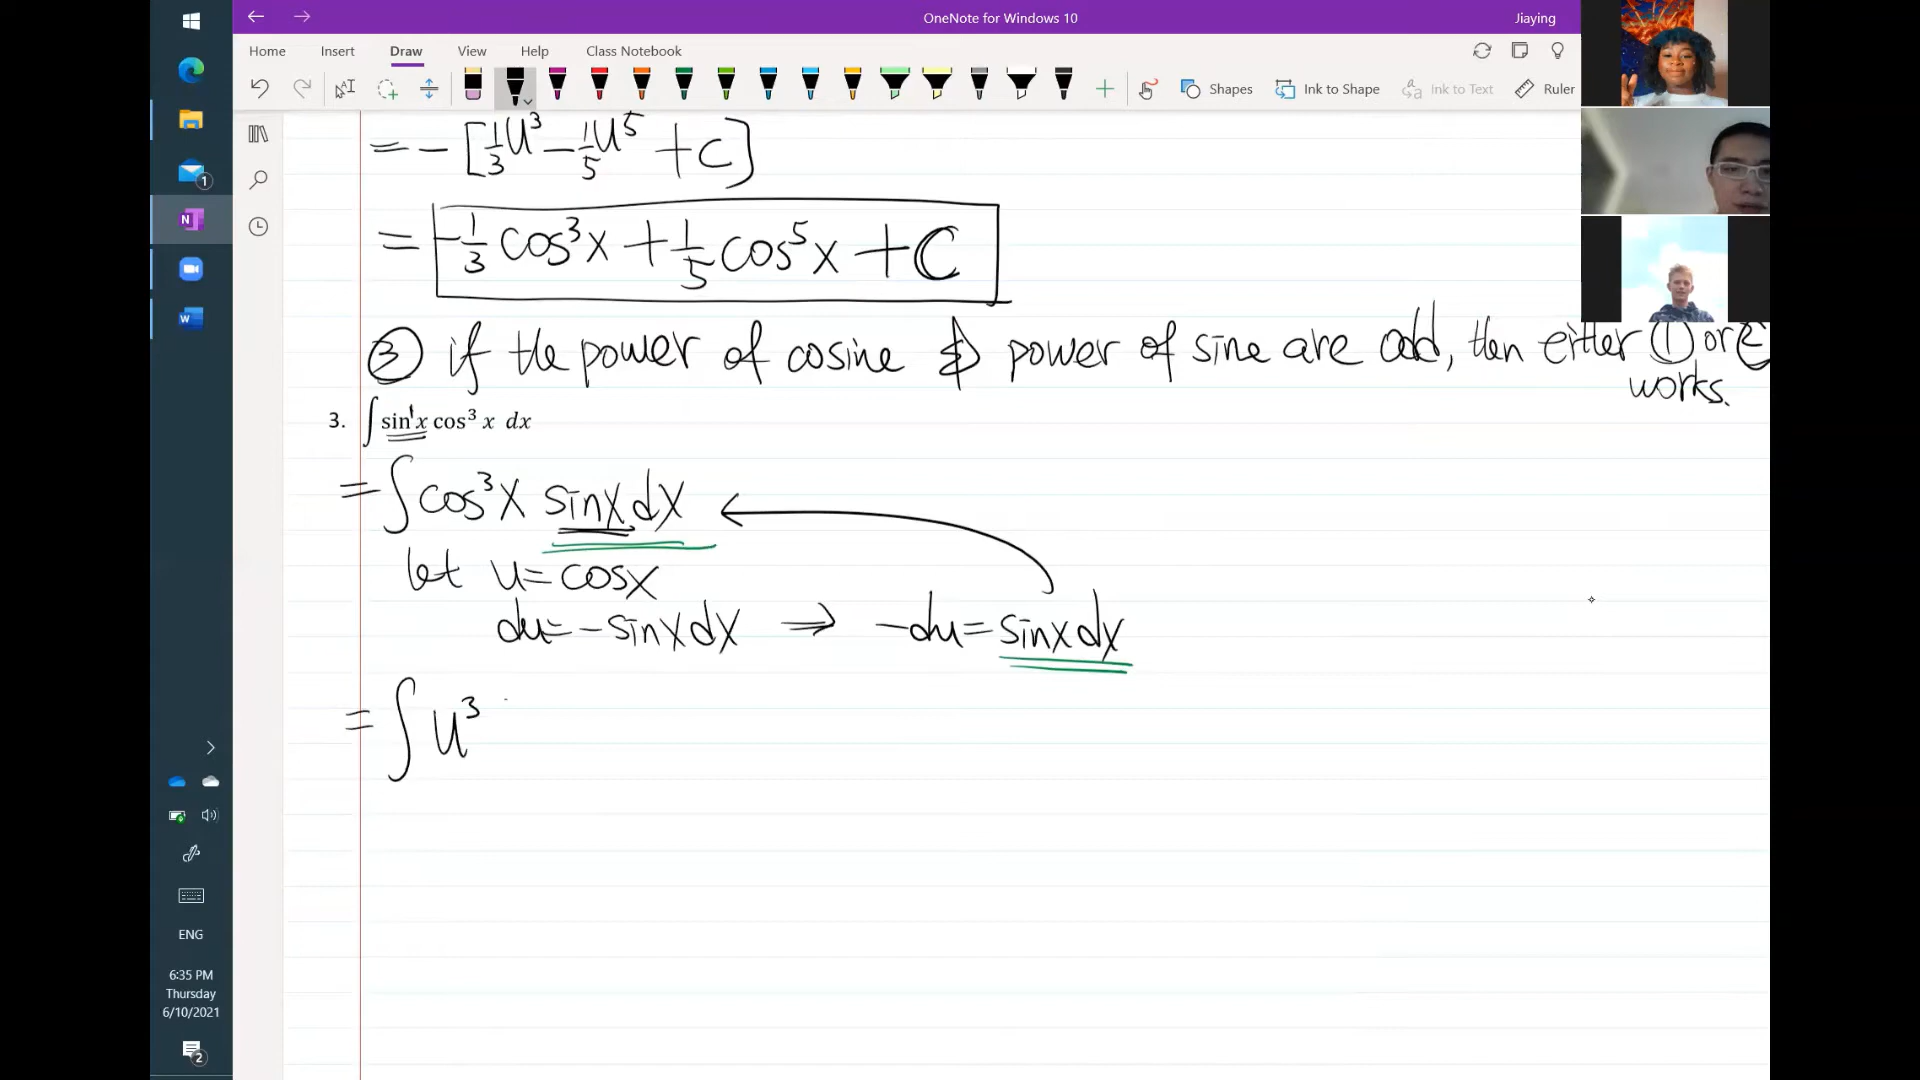 OneNote for Windows 10
Jiaying
Home Insert Draw View Help Class Notebook
Shapes Ink to Shape Ink to Text Ruler
= - [1/3 u³ - 1/5 u⁵ + C]
= -1/3 cos³x + 1/5 cos⁵x + C
③ if the power of cosine & power of sine are odd, then either ① or ②
works.
3. ∫ sin¹x cos³ x dx
= ∫ cos³x sinx dx
let u = cosx
du = -sinx dx ⇒ -du = sinx dx
= ∫ u³
1
ENG
6:35 PM
Thursday
6/10/2021
2